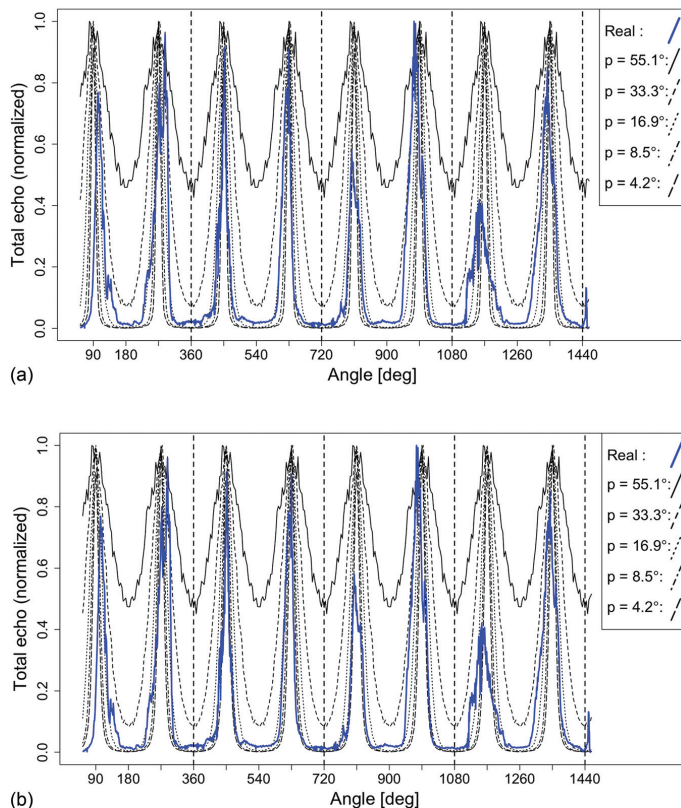 1.0
0.8
0.6
0.4
0.2
0.0
Total echo (normalized)
90 180 360 540 720 900 1080 1260 1440
Angle [deg]
(a)
Real :
p = 55.1°:
p = 33.3°:
p = 16.9°:
p = 8.5°:
p = 4.2°:
1.0
0.8
0.6
0.4
0.2
0.0
Total echo (normalized)
90 180 360 540 720 900 1080 1260 1440
Angle [deg]
(b)
Real :
p = 55.1°:
p = 33.3°:
p = 16.9°:
p = 8.5°:
p = 4.2°: